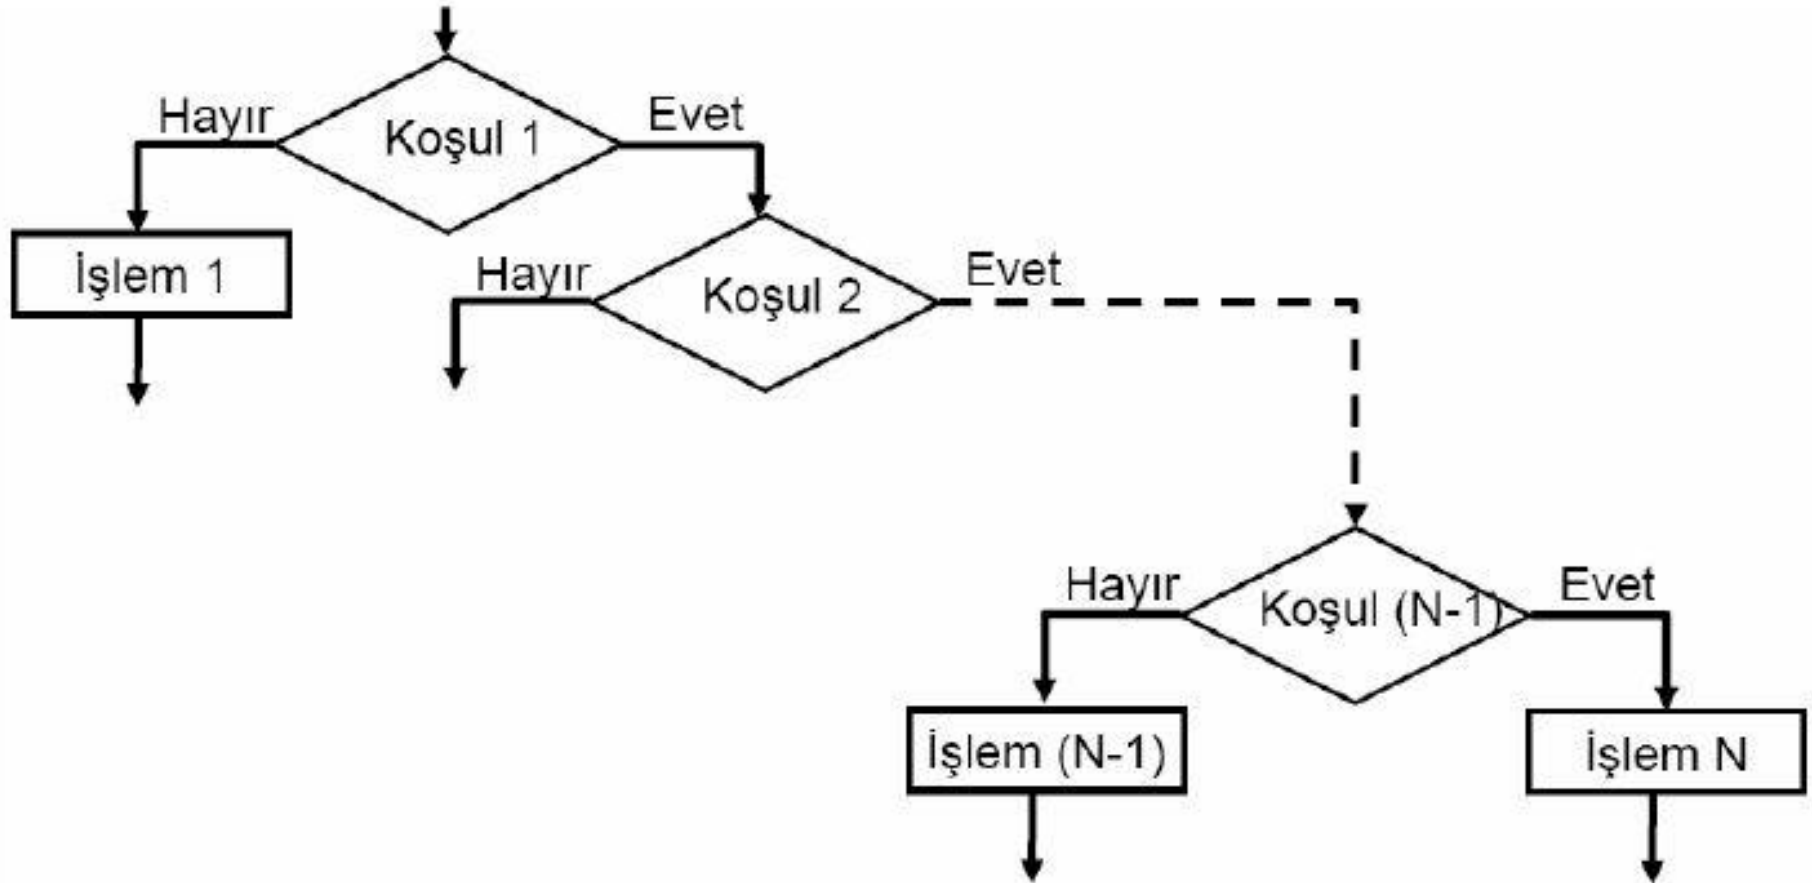 Hayır
Koşul 1
Evet
İşlem 1
Hayır
Koşul 2
Evet
Hayır
Koşul (N-1)
Evet
İşlem (N-1)
İşlem N